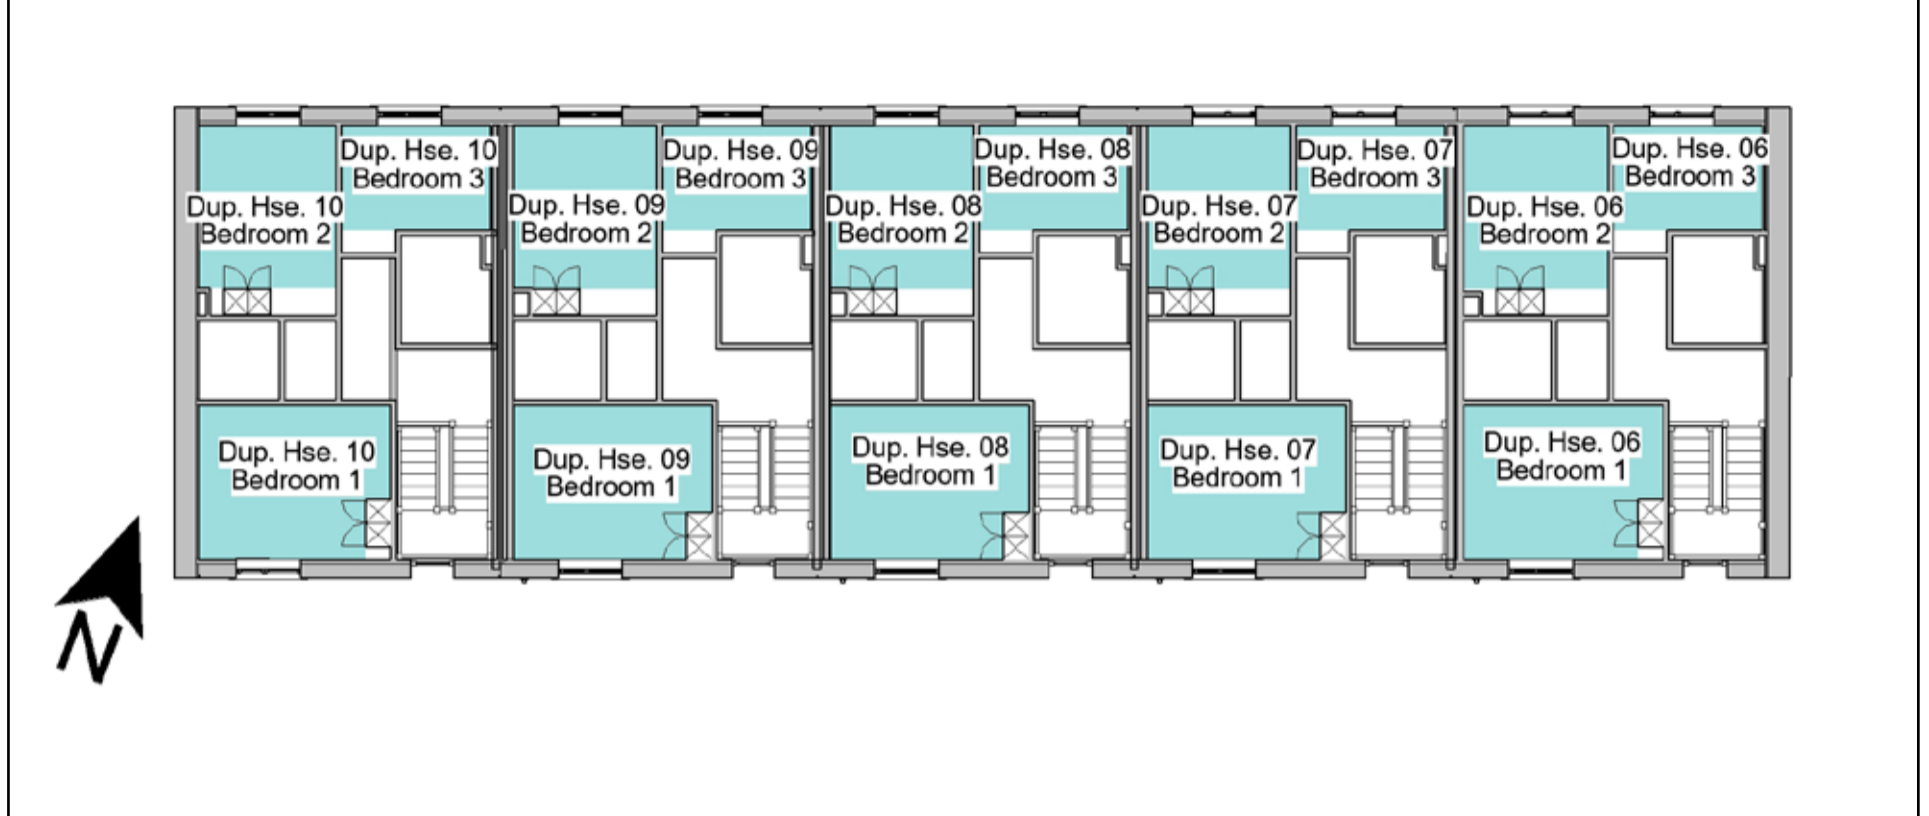 Dup. Hse. 10
Bedroom 3
Dup. Hse. 09
Bedroom 3
Dup. Hse. 08
Bedroom 3
Dup. Hse. 07
Bedroom 3
Dup. Hse. 06
Bedroom 3
Dup. Hse. 10
Bedroom 2
Dup. Hse. 09
Bedroom 2
Dup. Hse. 08
Bedroom 2
Dup. Hse. 07
Bedroom 2
Dup. Hse. 06
Bedroom 2
Dup. Hse. 10
Bedroom 1
Dup. Hse. 09
Bedroom 1
Dup. Hse. 08
Bedroom 1
Dup. Hse. 07
Bedroom 1
Dup. Hse. 06
Bedroom 1
N